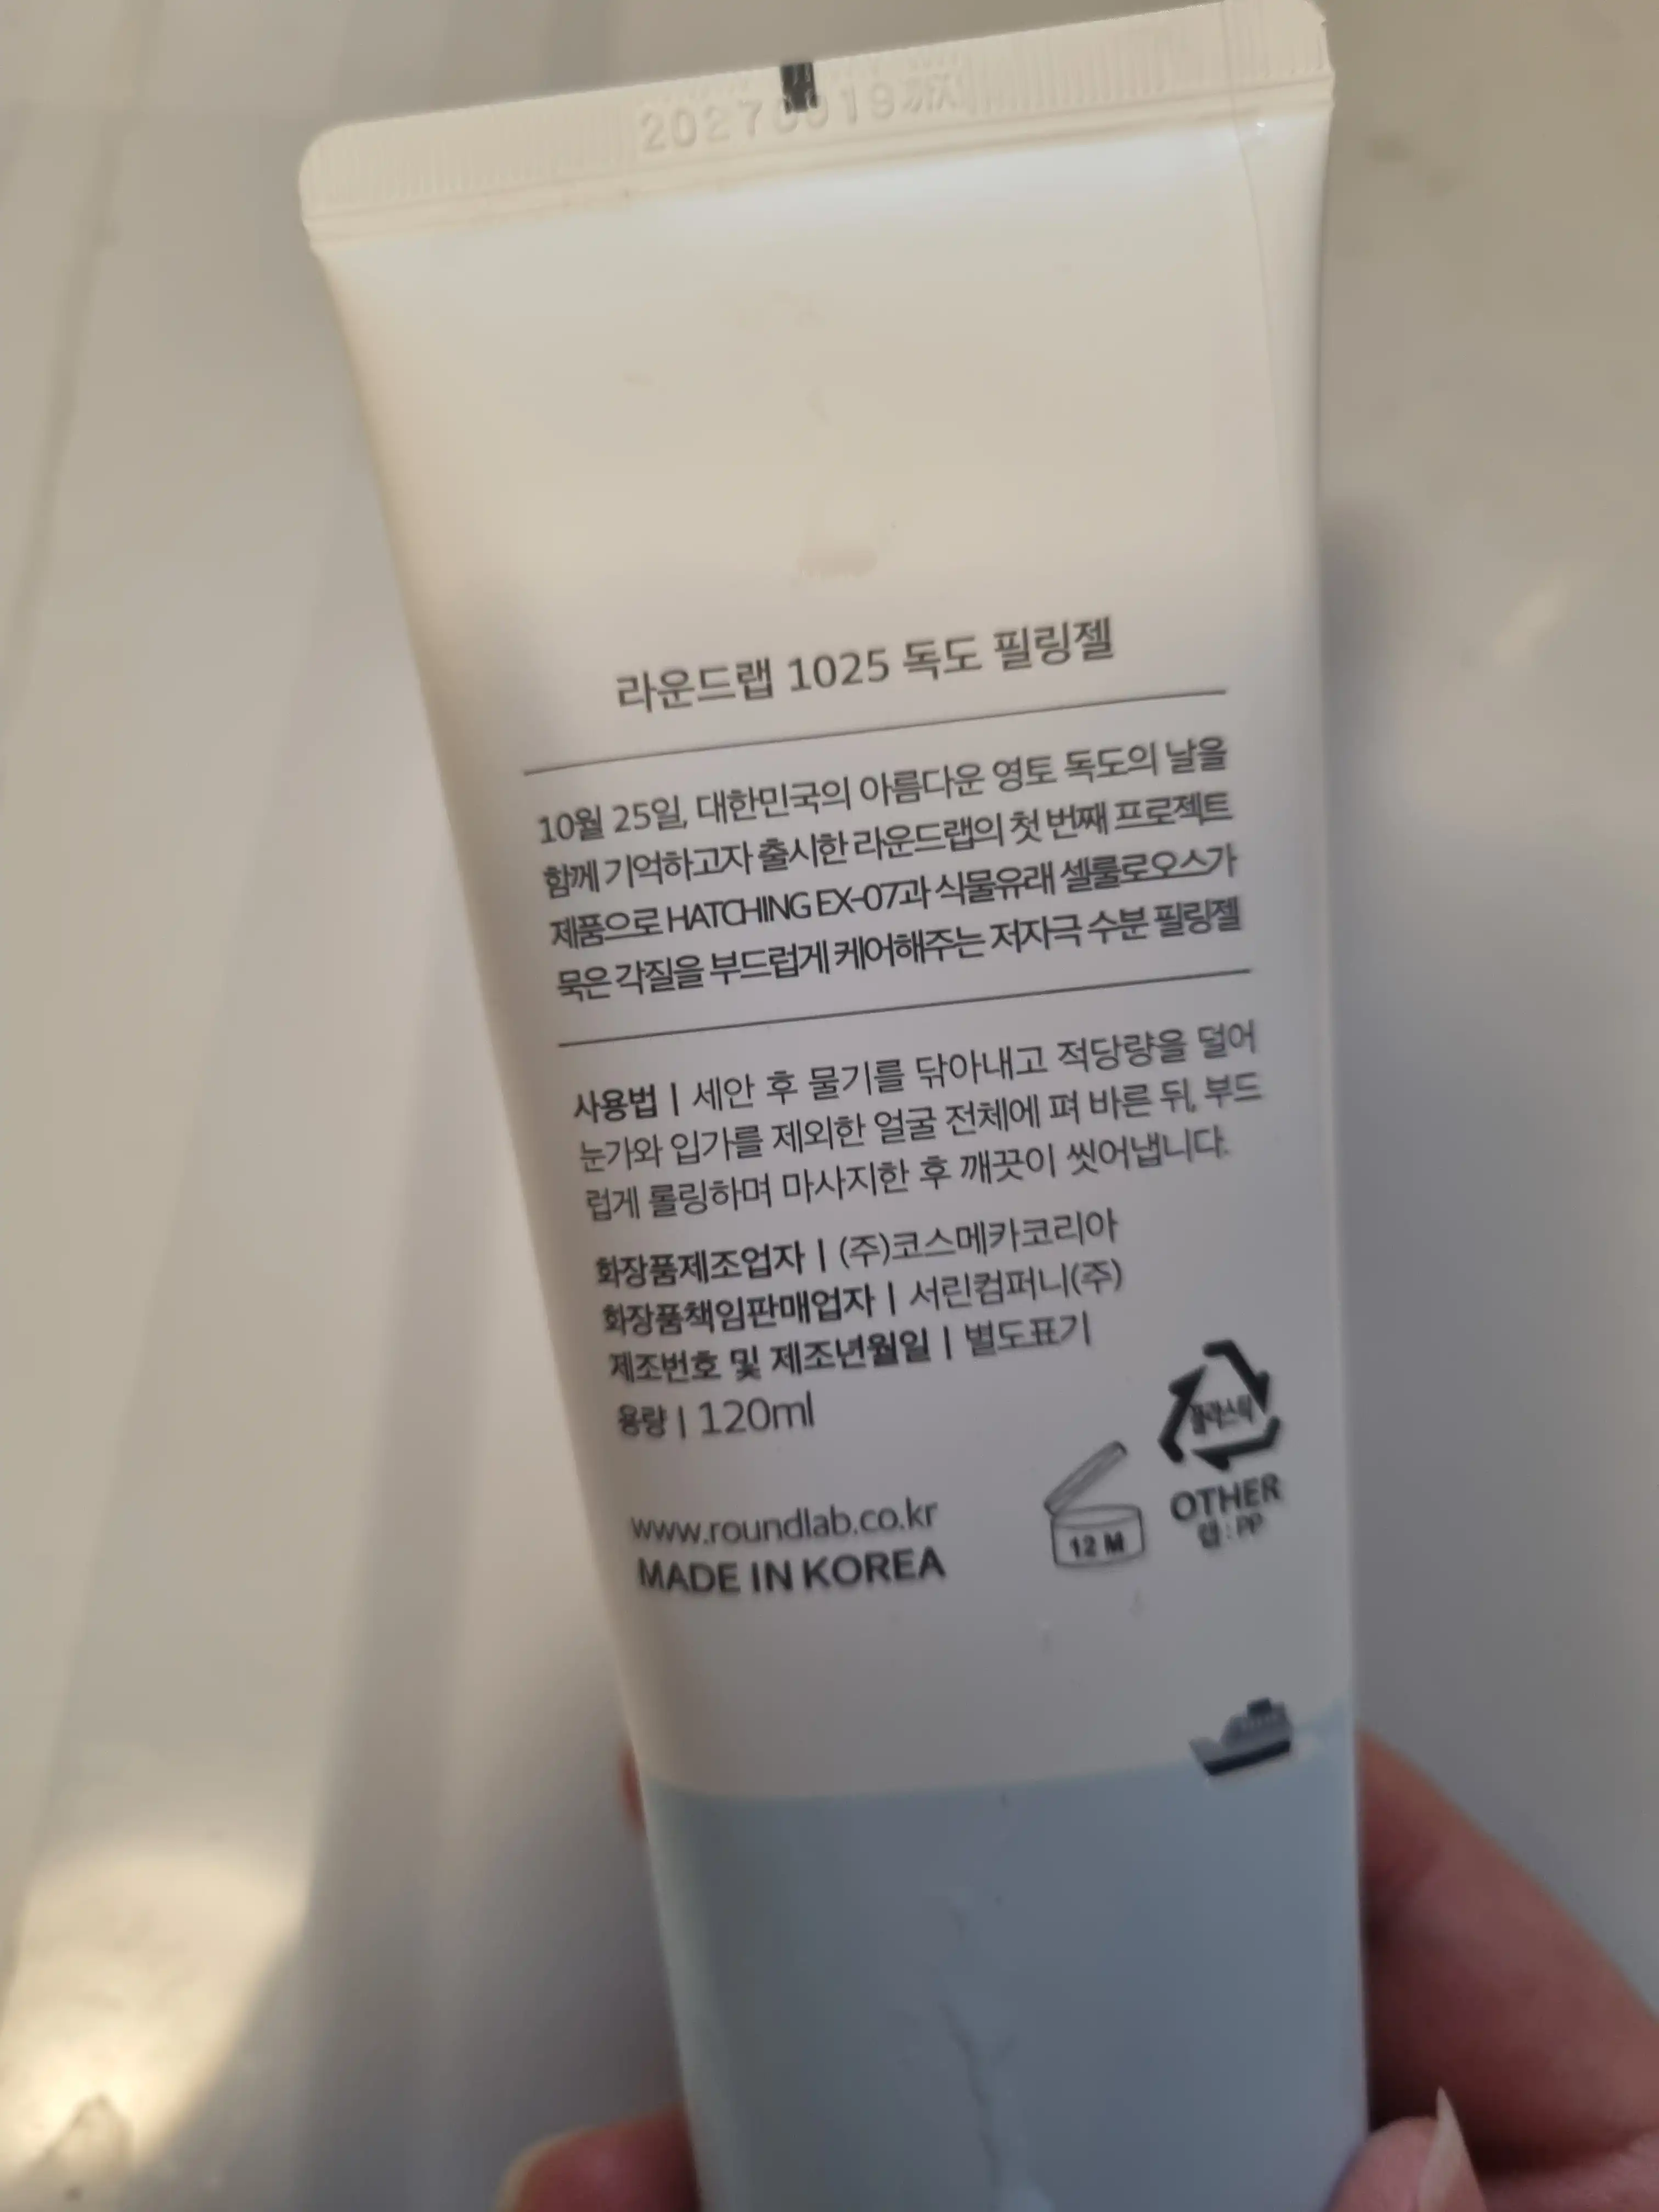 라운드랩 1025 독도 필링젤
10월 25일, 대한민국의 아름다운 영토 독도의 날을
함께 기억하고자 출시한 라운드랩의 첫 번째 프로젝트
제품으로 HATCHING EX-07과 식물유래 셀룰로오스가
묵은 각질을 부드럽게 케어해주는 저자극 수분 필링젤
사용법 | 세안 후 물기를 닦아내고 적당량을 덜어
눈가와 입가를 제외한 얼굴 전체에 펴 바른 뒤, 부드
럽게 롤링하며 마사지한 후 깨끗이 씻어냅니다.
화장품제조업자 | (주)코스메카코리아
화장품책임판매업자 | 서린컴퍼니(주)
제조번호 및 제조년월일 | 별도표기
용량 | 120ml
플라스틱
OTHER
캡 : PP
12 M
www.roundlab.co.kr
MADE IN KOREA